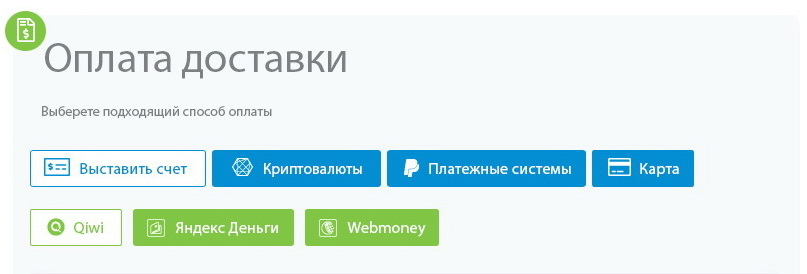 Оплата доставки
Выберете подходящий способ оплаты
Выставить счет Криптовалюты Платежные системы Карта
Qiwi Яндекс Деньги Webmoney